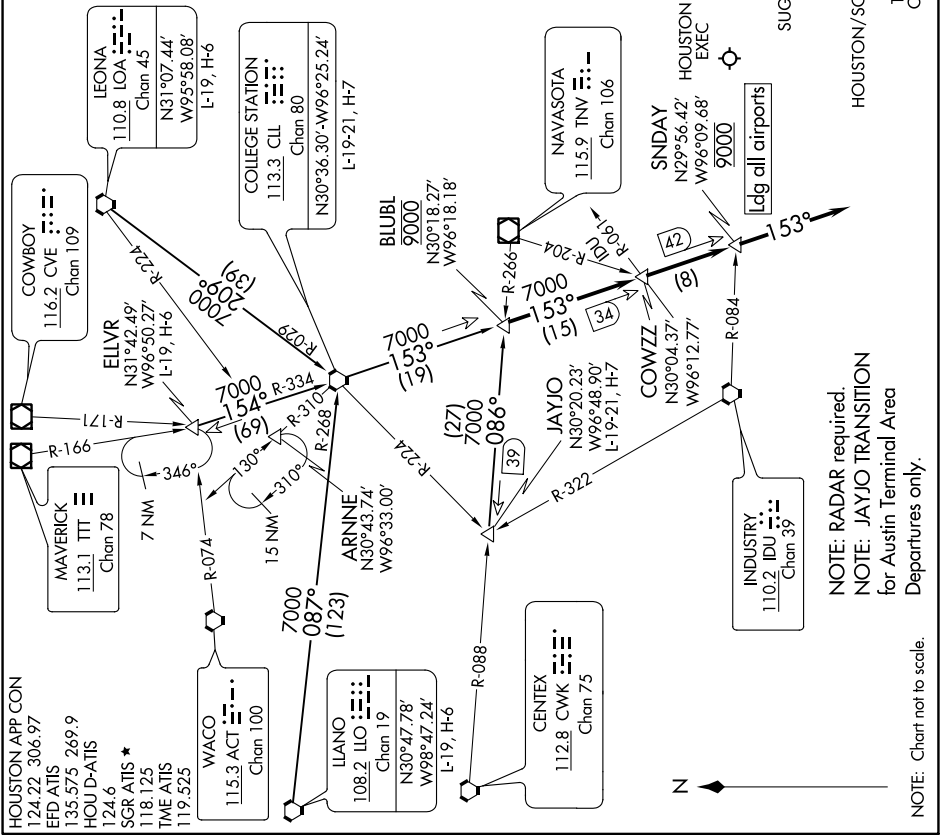 HOUSTON APP CON
124.22 306.97
EFD ATIS
135.575 269.9
HOU D-ATIS
124.6
SGR ATIS ★
118.125
TME ATIS
119.525
MAVERICK
113.1 TTT
Chan 78
COWBOY
116.2 CVE
Chan 109
LEONA
110.8 LOA
Chan 45
N31°07.44'
W95°58.08'
L-19, H-6
R-166
R-171
ELLVR
N31°42.49'
W96°50.27'
L-19, H-6
R-224
7000
209°
(39)
R-029
346°
7 NM
7000
154°
(69)
R-334
R-310
130°
310°
15 NM
R-074
ARNNE
N30°43.74'
W96°33.00'
COLLEGE STATION
113.3 CLL
Chan 80
N30°36.30'-W96°25.24'
L-19-21, H-7
WACO
115.3 ACT
Chan 100
7000
087°
(123)
R-268
LLANO
108.2 LLO
Chan 19
N30°47.78'
W98°47.24'
L-19, H-6
7000
153°
(19)
R-224
BLUBL
9000
N30°18.27'
W96°18.18'
NAVASOTA
115.9 TNV
Chan 106
R-266
R-204
(27)
7000
086°
39
JAYJO
N30°20.23'
W96°48.90'
L-19-21, H-7
R-088
CENTEX
112.8 CWK
Chan 75
7000
153°
(15)
34
IDU
R-061
COWZZ
N30°04.37'
W96°12.77'
42
(8)
SNDAY
N29°56.42'
W96°09.68'
9000
Ldg all airports
HOUSTON
EXEC
153°
R-084
R-322
INDUSTRY
110.2 IDU
Chan 39
SUG
HOUSTON/SO
N
NOTE: RADAR required.
NOTE: JAYJO TRANSITION
for Austin Terminal Area
Departures only.
NOTE: Chart not to scale.